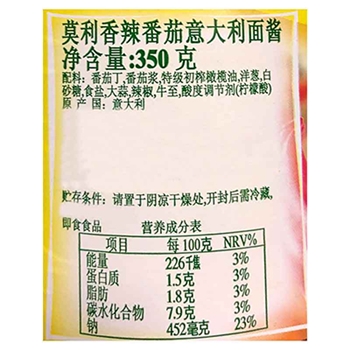 莫利香辣番茄意大利面酱
净含量:350 克
配料:番茄丁,番茄浆,特级初榨橄榄油,洋葱,白
砂糖,食盐,大蒜,辣椒,牛至,酸度调节剂(柠檬酸)
原 产 国:意大利
贮存条件: 请置于阴凉干燥处,开封后需冷藏,
即食食品 营养成分表
项目 每 100克 NRV%
能量 226千焦 3%
蛋白质 1.5克 3%
脂肪 1.8克 3%
碳水化合物 7.9克 3%
钠 452毫克 23%